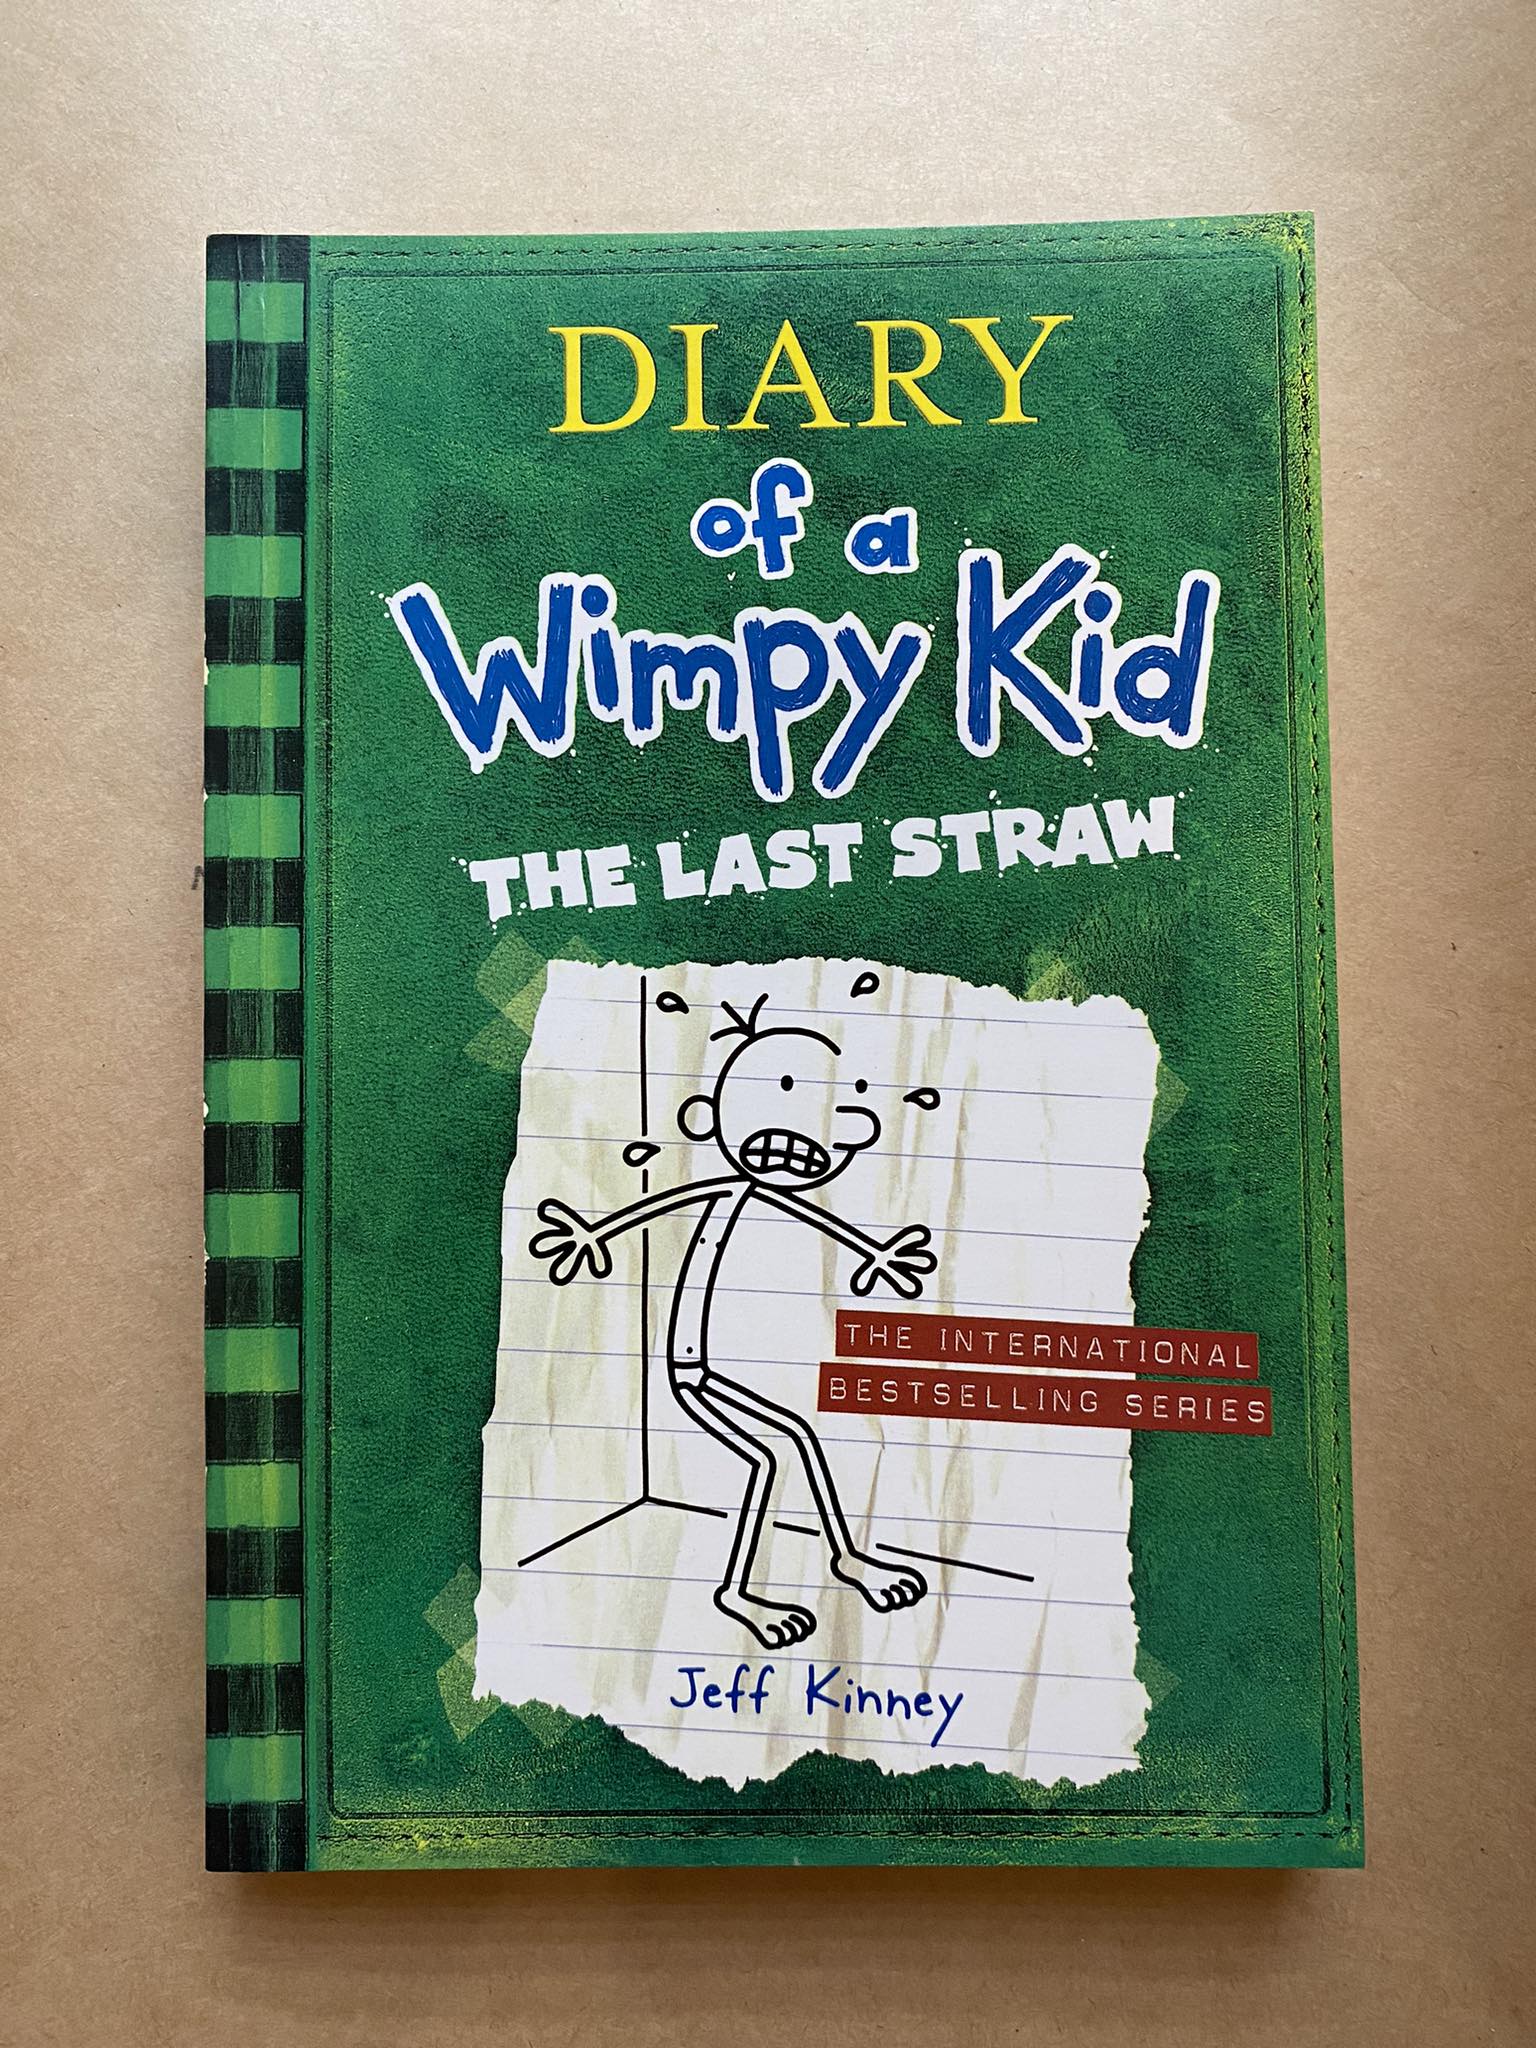 DIARY
of a
Wimpy Kid
THE LAST STRAW
THE INTERNATIONAL
BESTSELLING SERIES
Jeff Kinney